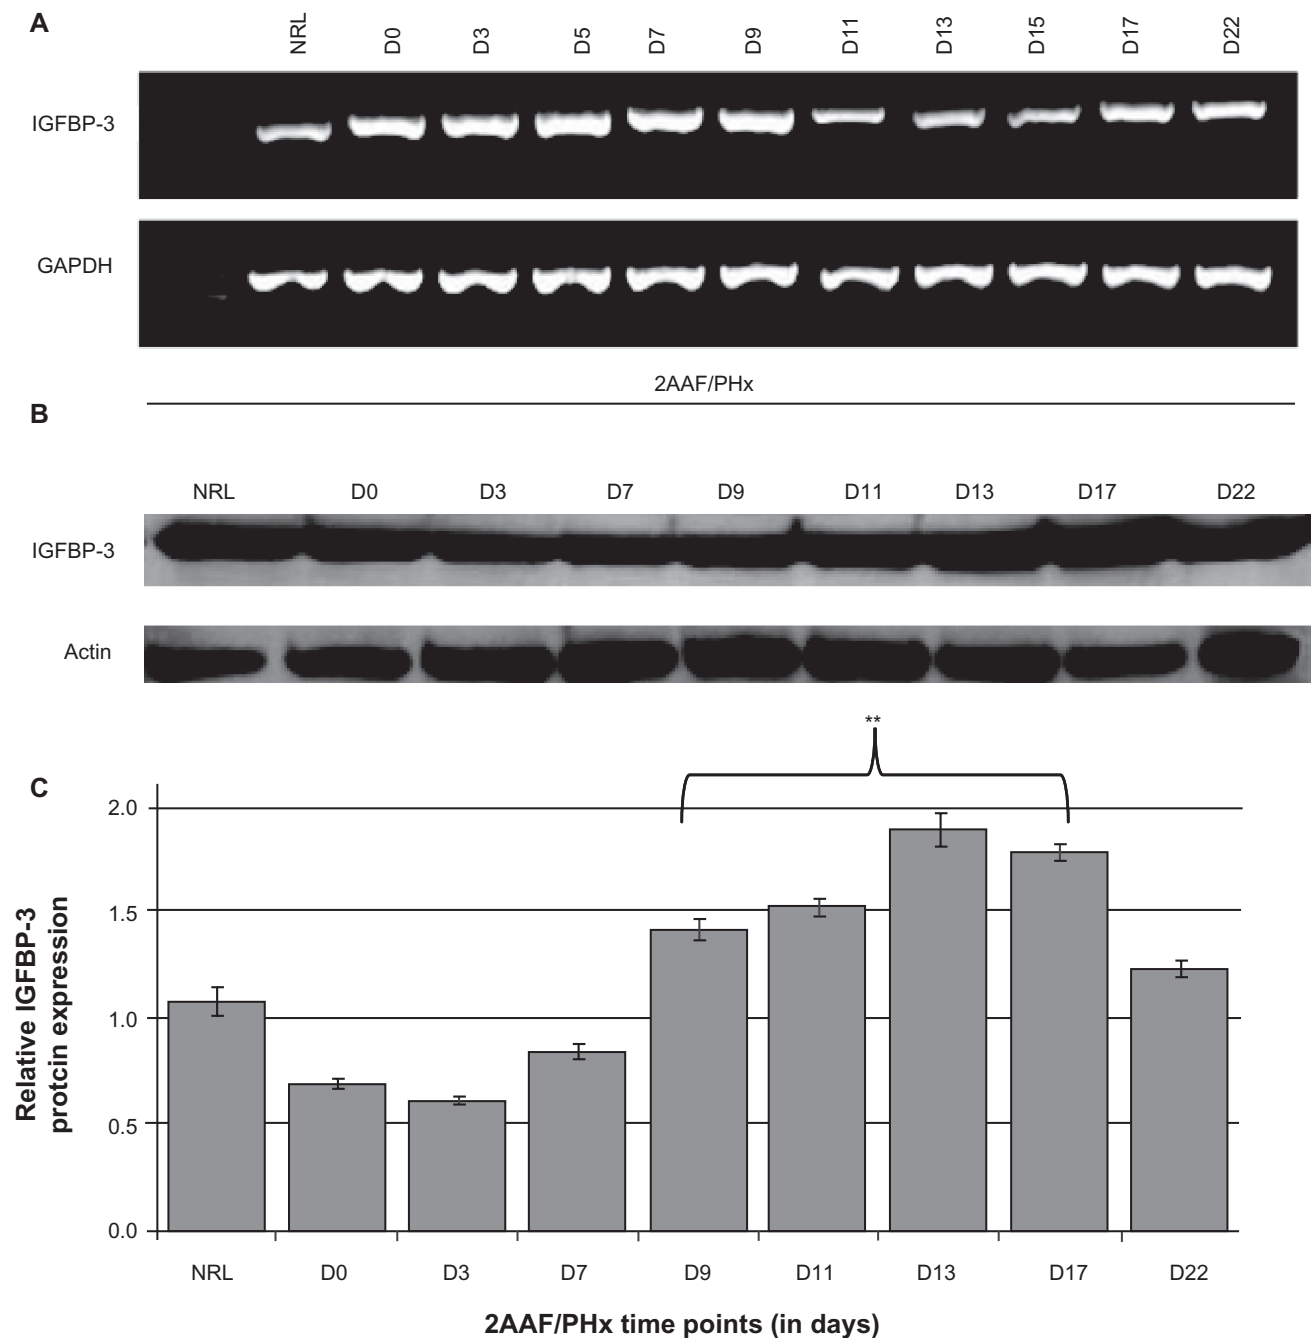 A
NRL D0 D3 D5 D7 D9 D11 D13 D15 D17 D22
IGFBP-3
GAPDH
2AAF/PHx
B
NRL D0 D3 D7 D9 D11 D13 D17 D22
IGFBP-3
Actin
**
C
2.0
1.5
1.0
0.5
0.0
Relative IGFBP-3
protcin expression
NRL D0 D3 D7 D9 D11 D13 D17 D22
2AAF/PHx time points (in days)